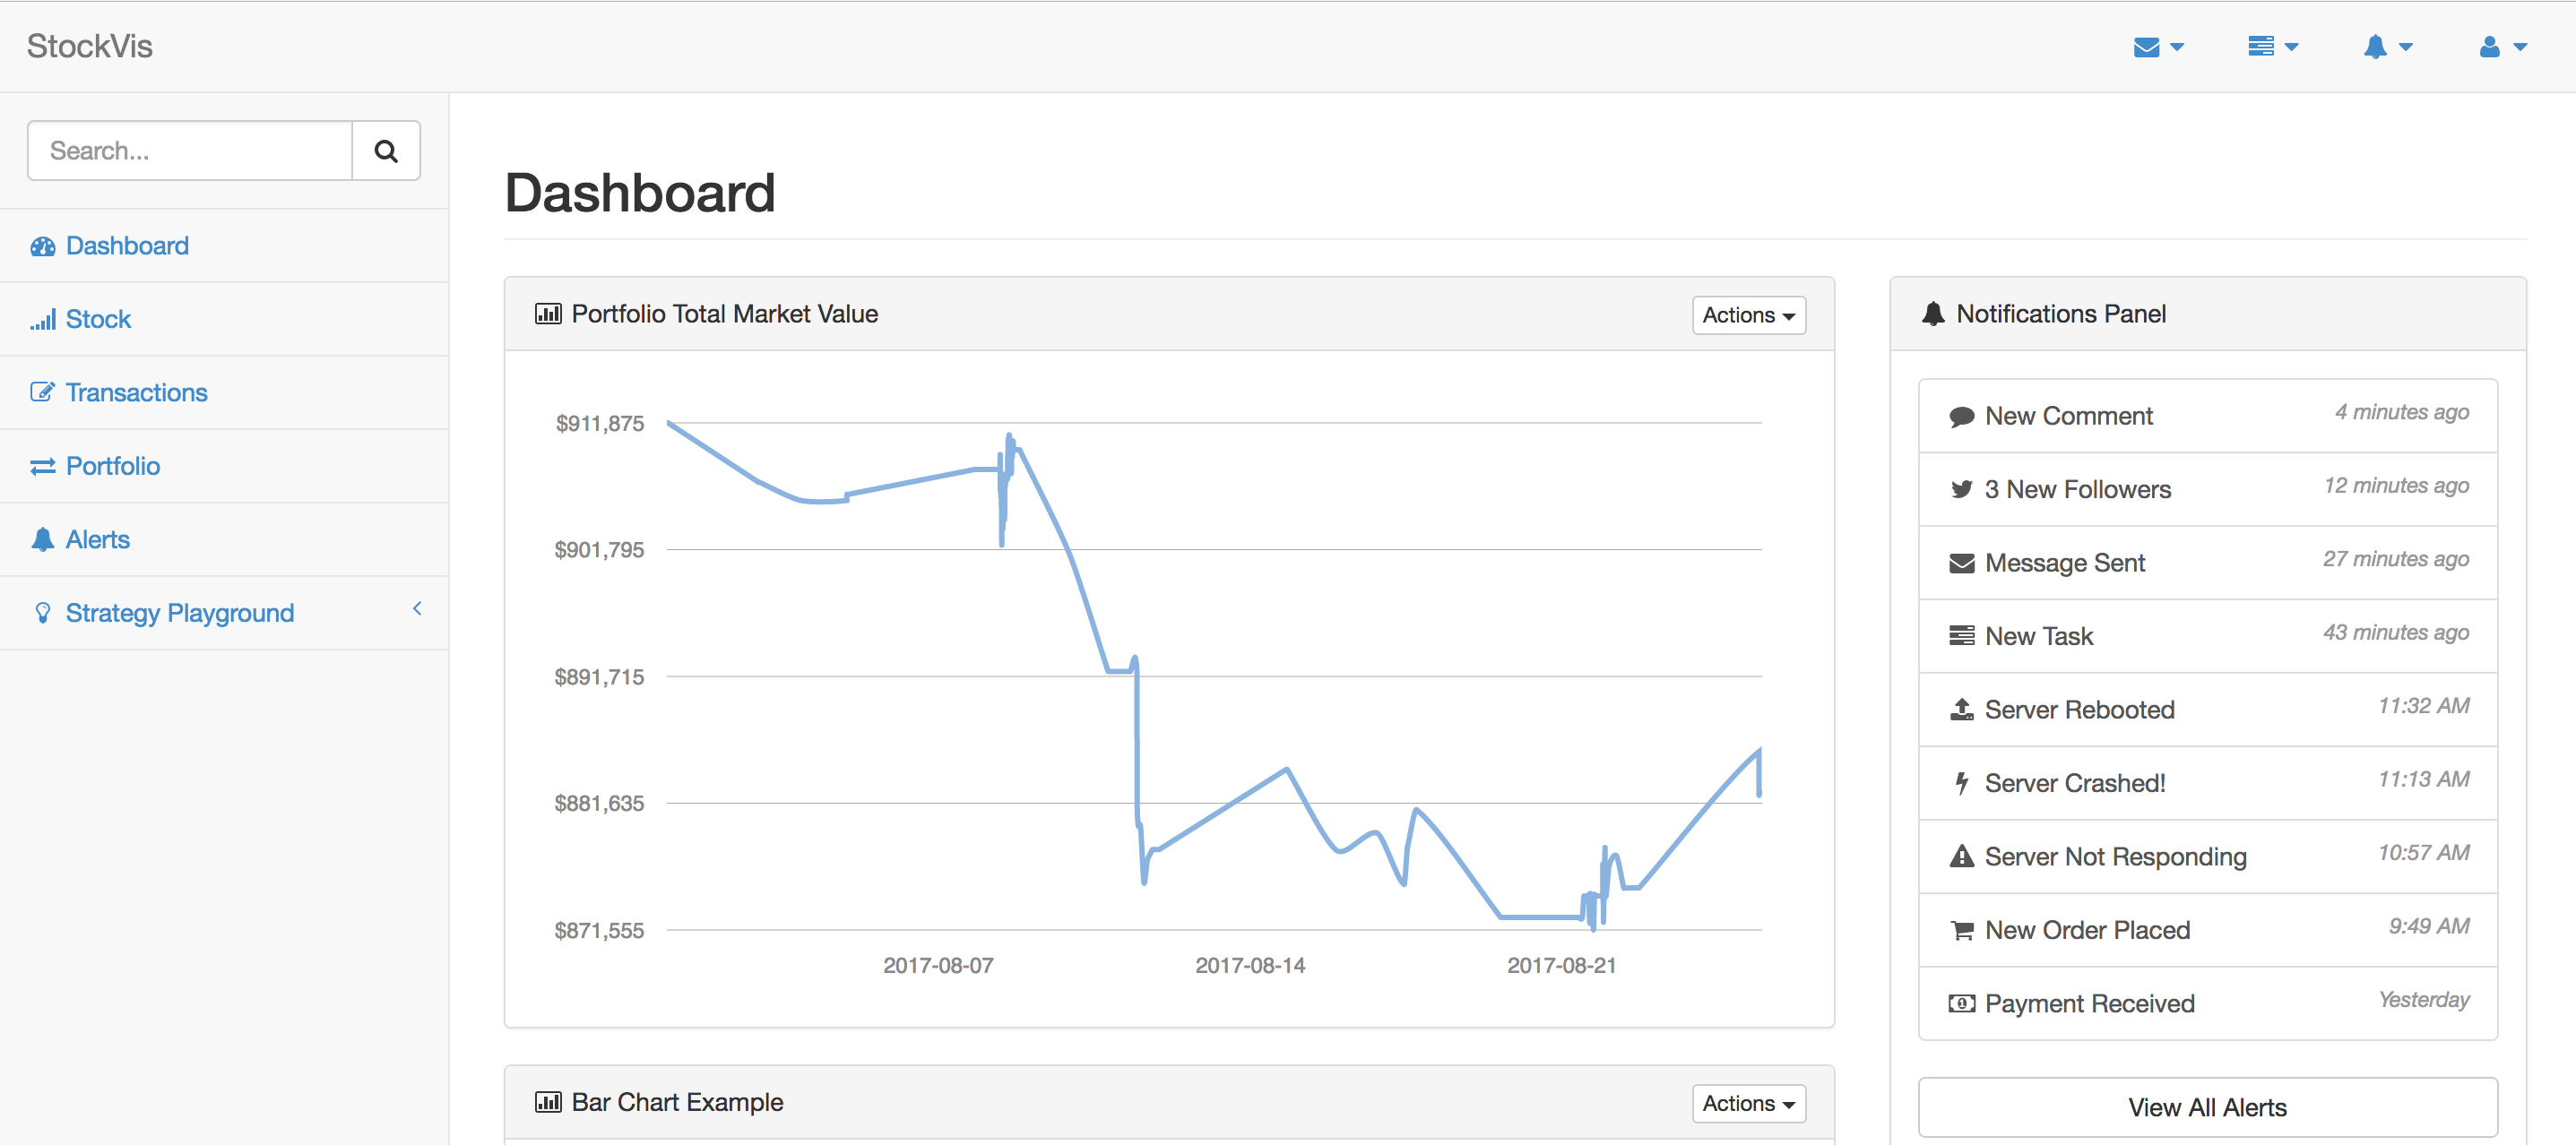 StockVis
Search...
Dashboard
Stock
Transactions
Portfolio
Alerts
Strategy Playground
Dashboard
Portfolio Total Market Value
Actions
$911,875
$901,795
$891,715
$881,635
$871,555
2017-08-07 2017-08-14 2017-08-21
Bar Chart Example
Actions
Notifications Panel
New Comment 4 minutes ago
3 New Followers 12 minutes ago
Message Sent 27 minutes ago
New Task 43 minutes ago
Server Rebooted 11:32 AM
Server Crashed! 11:13 AM
Server Not Responding 10:57 AM
New Order Placed 9:49 AM
Payment Received Yesterday
View All Alerts